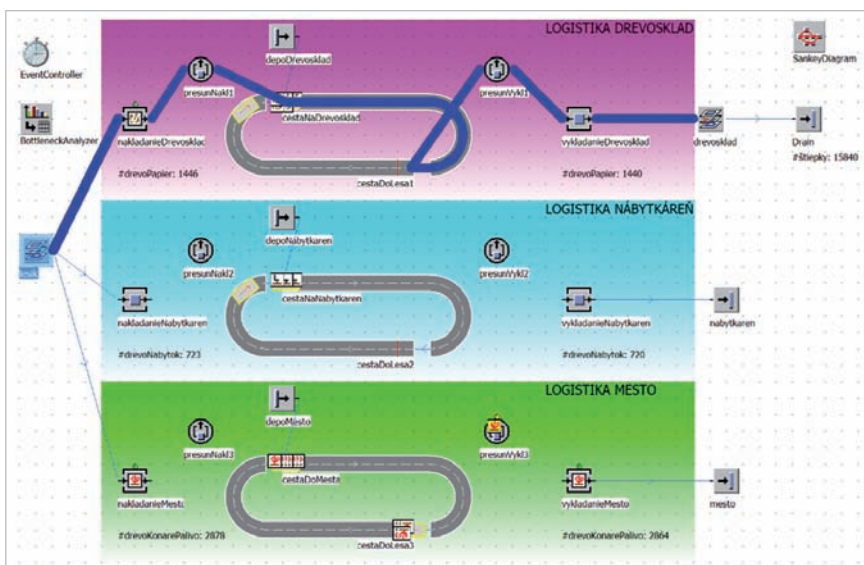 LOGISTIKA DREVOSKLAD
EventController
depoDrevosklad
SankeyDiagram
presunNakl1
presunVykl1
BottleneckAnalyzer
nakladanieDrevosklad
cestaNaDrevosklad
vykladanieDrevosklad
drevosklad
Drain
#štiepky: 15840
#drevoPapier: 1446
cestaDoLesa1
#drevoPapier: 1440
LOGISTIKA NÁBYTKÁREŇ
depoNabytkaren
presunNakl2
presunVykl2
cestaNaNabytkaren
nakladanieNabytkaren
vykladanieNabytkaren
nabytkaren
#drevoNabytok: 723
cestaDoLesa2
#drevoNabytok: 720
LOGISTIKA MESTO
depoMesto
presunNakl3
presunVykl3
cestaDoMesta
nakladanieMesto
vykladanieMesto
mesto
#drevoKonarePalivo: 2878
cestaDoLesa3
#drevoKonarePalivo: 2864